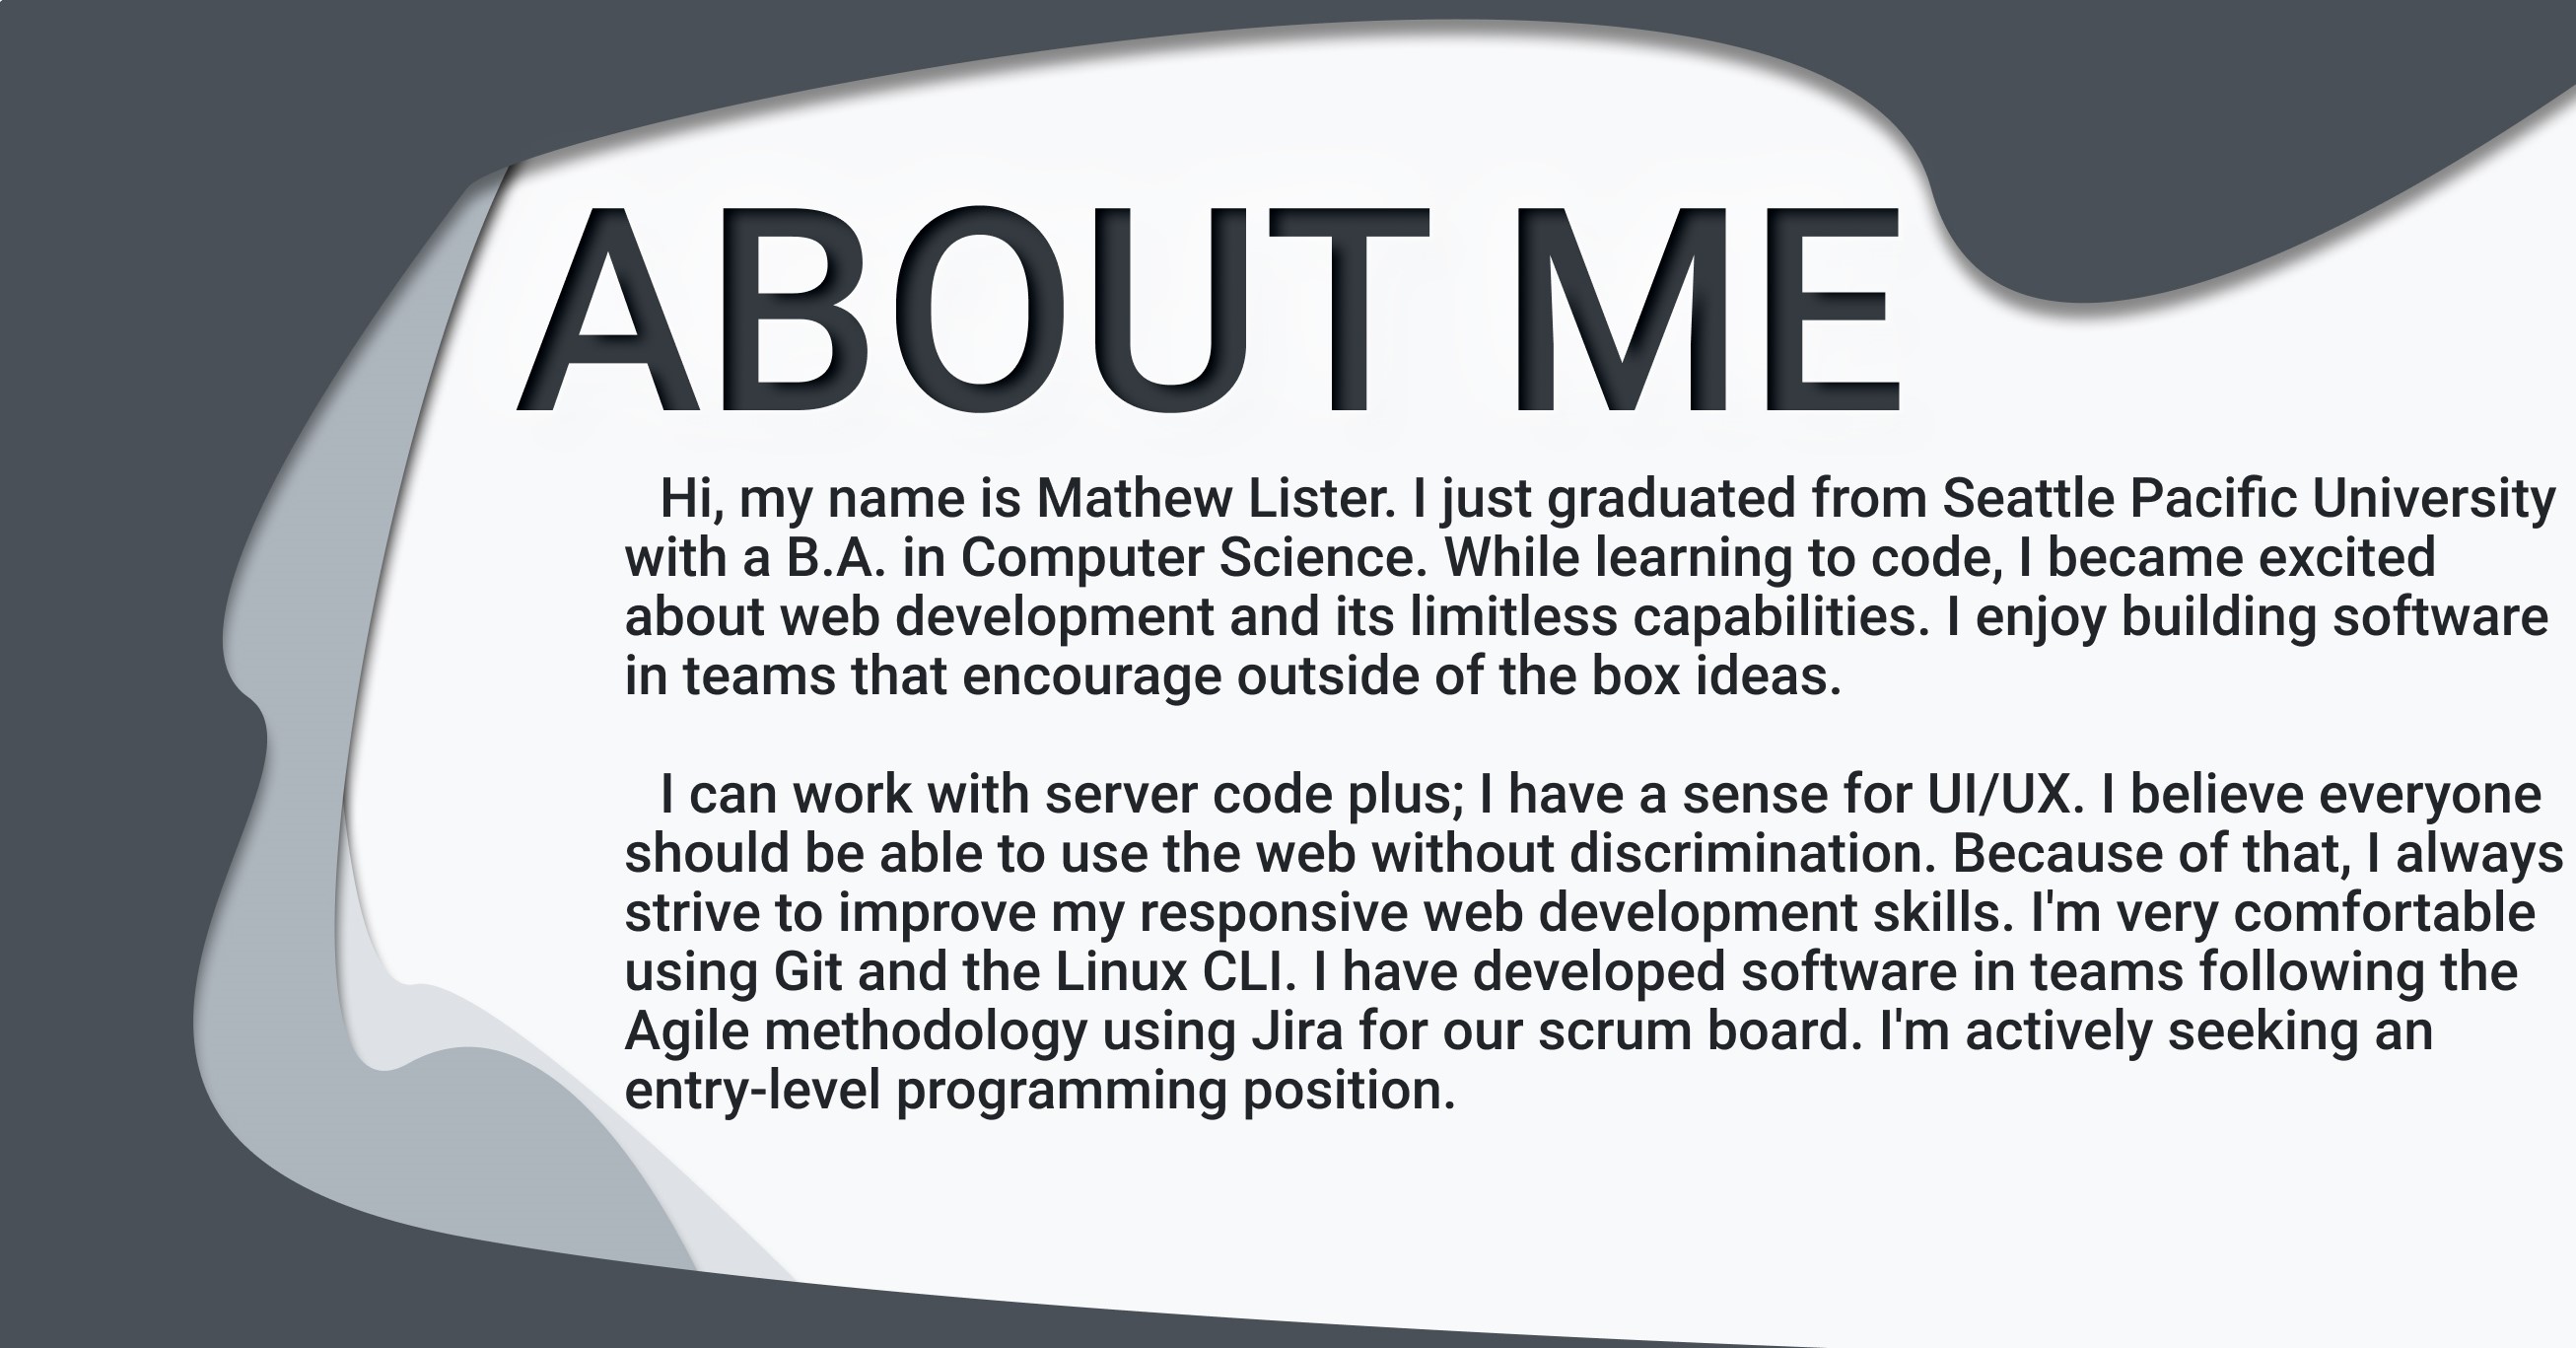 ABOUT ME
Hi, my name is Mathew Lister. I just graduated from Seattle Pacific University
with a B.A. in Computer Science. While learning to code, I became excited
about web development and its limitless capabilities. I enjoy building software
in teams that encourage outside of the box ideas.
I can work with server code plus; I have a sense for UI/UX. I believe everyone
should be able to use the web without discrimination. Because of that, I always
strive to improve my responsive web development skills. I'm very comfortable
using Git and the Linux CLI. I have developed software in teams following the
Agile methodology using Jira for our scrum board. I'm actively seeking an
entry-level programming position.